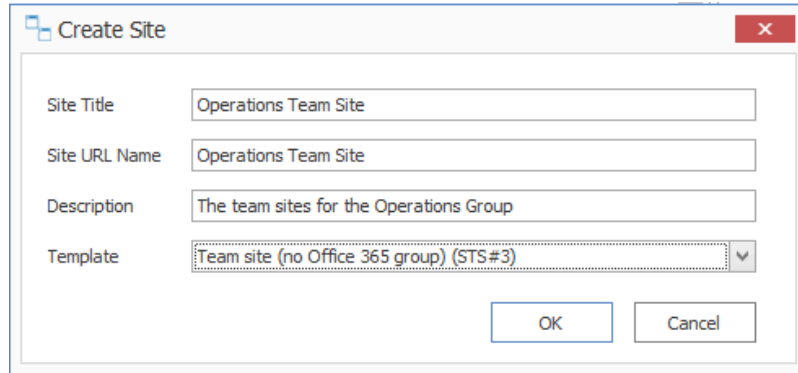 Create Site
Site Title Operations Team Site
Site URL Name Operations Team Site
Description The team sites for the Operations Group
Template Team site (no Office 365 group) (STS#3)
OK Cancel